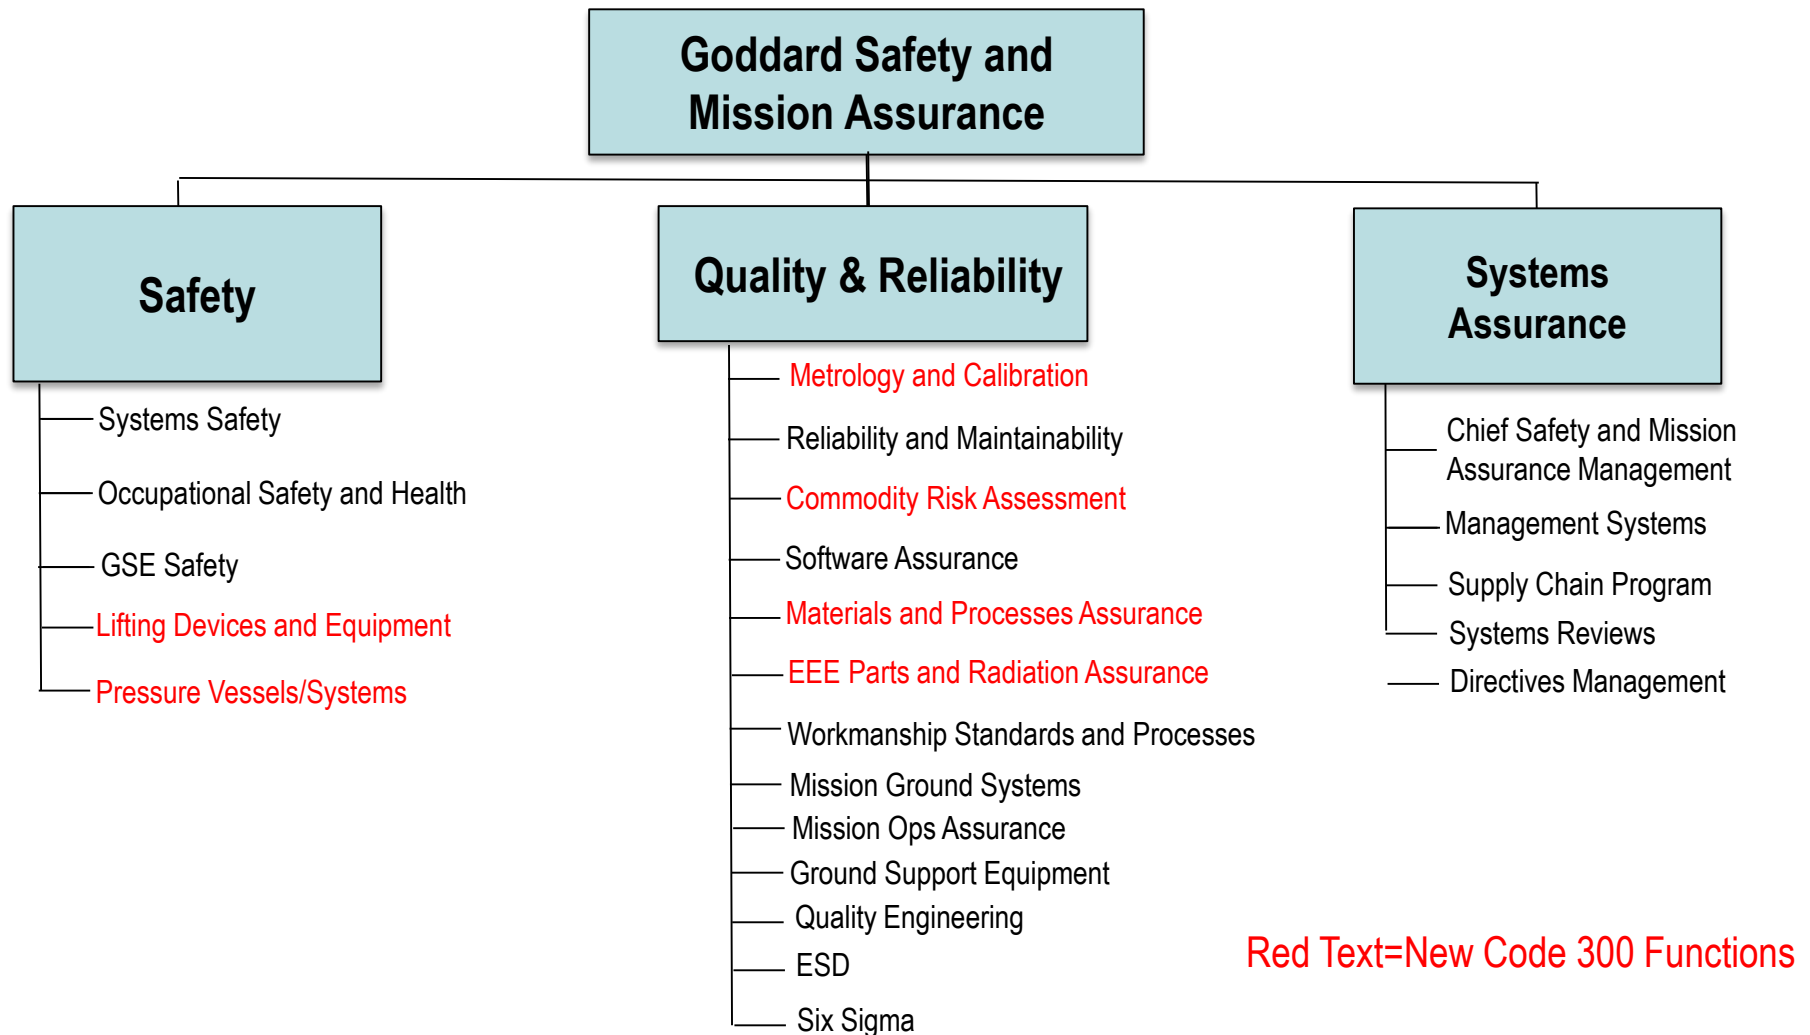 Goddard Safety and
Mission Assurance
Safety
Systems Safety
Occupational Safety and Health
GSE Safety
Lifting Devices and Equipment
Pressure Vessels/Systems
Quality & Reliability
Metrology and Calibration
Reliability and Maintainability
Commodity Risk Assessment
Software Assurance
Materials and Processes Assurance
EEE Parts and Radiation Assurance
Workmanship Standards and Processes
Mission Ground Systems
Mission Ops Assurance
Ground Support Equipment
Quality Engineering
ESD
Six Sigma
Systems
Assurance
Chief Safety and Mission
Assurance Management
Management Systems
Supply Chain Program
Systems Reviews
Directives Management
Red Text=New Code 300 Functions